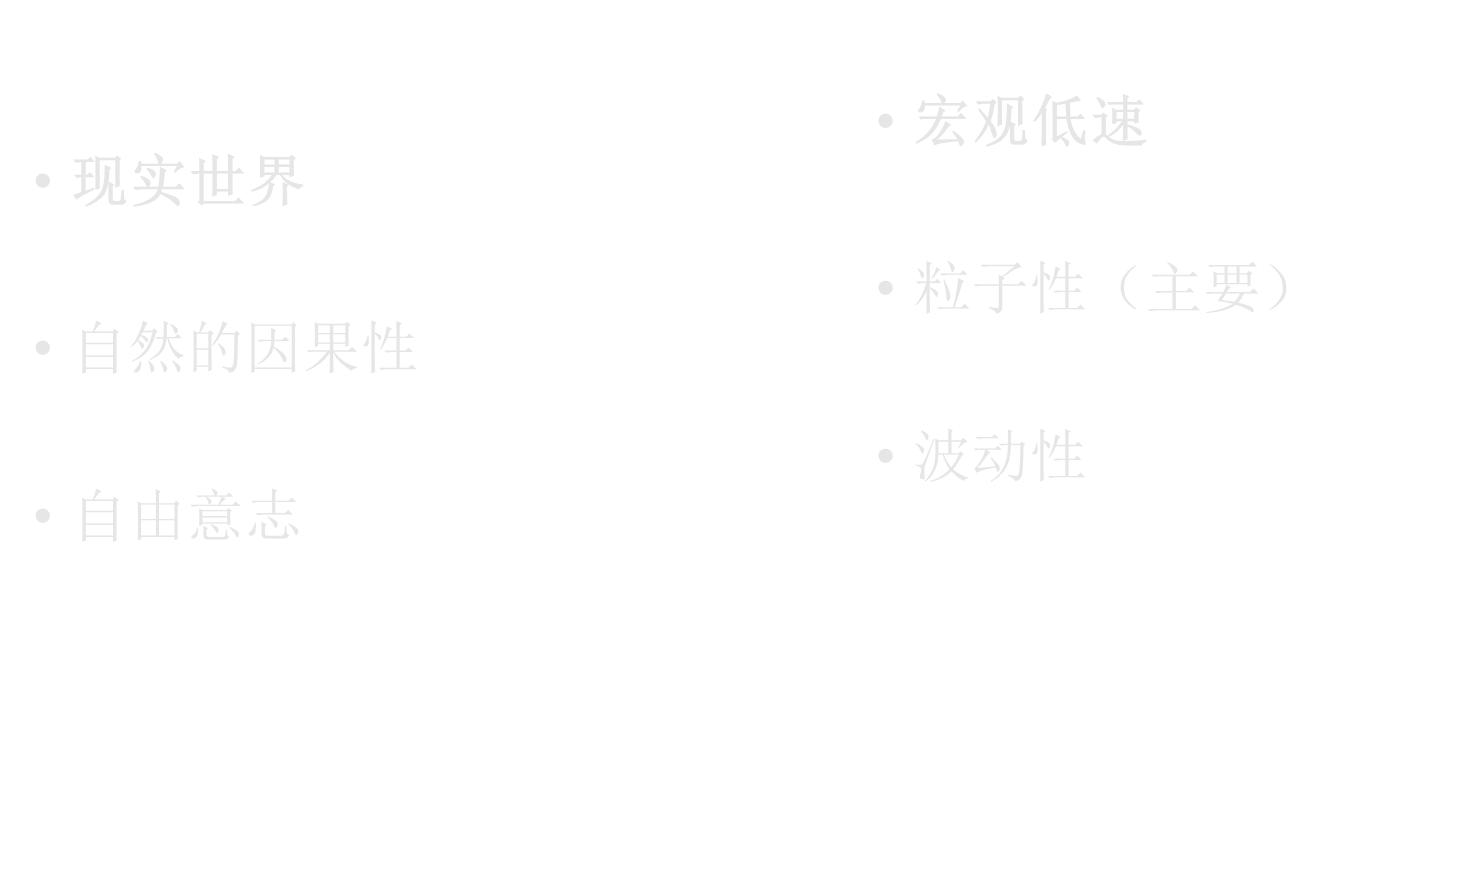 • 现实世界
• 自然的因果性
• 自由意志
• 宏观低速
• 粒子性（主要）
• 波动性